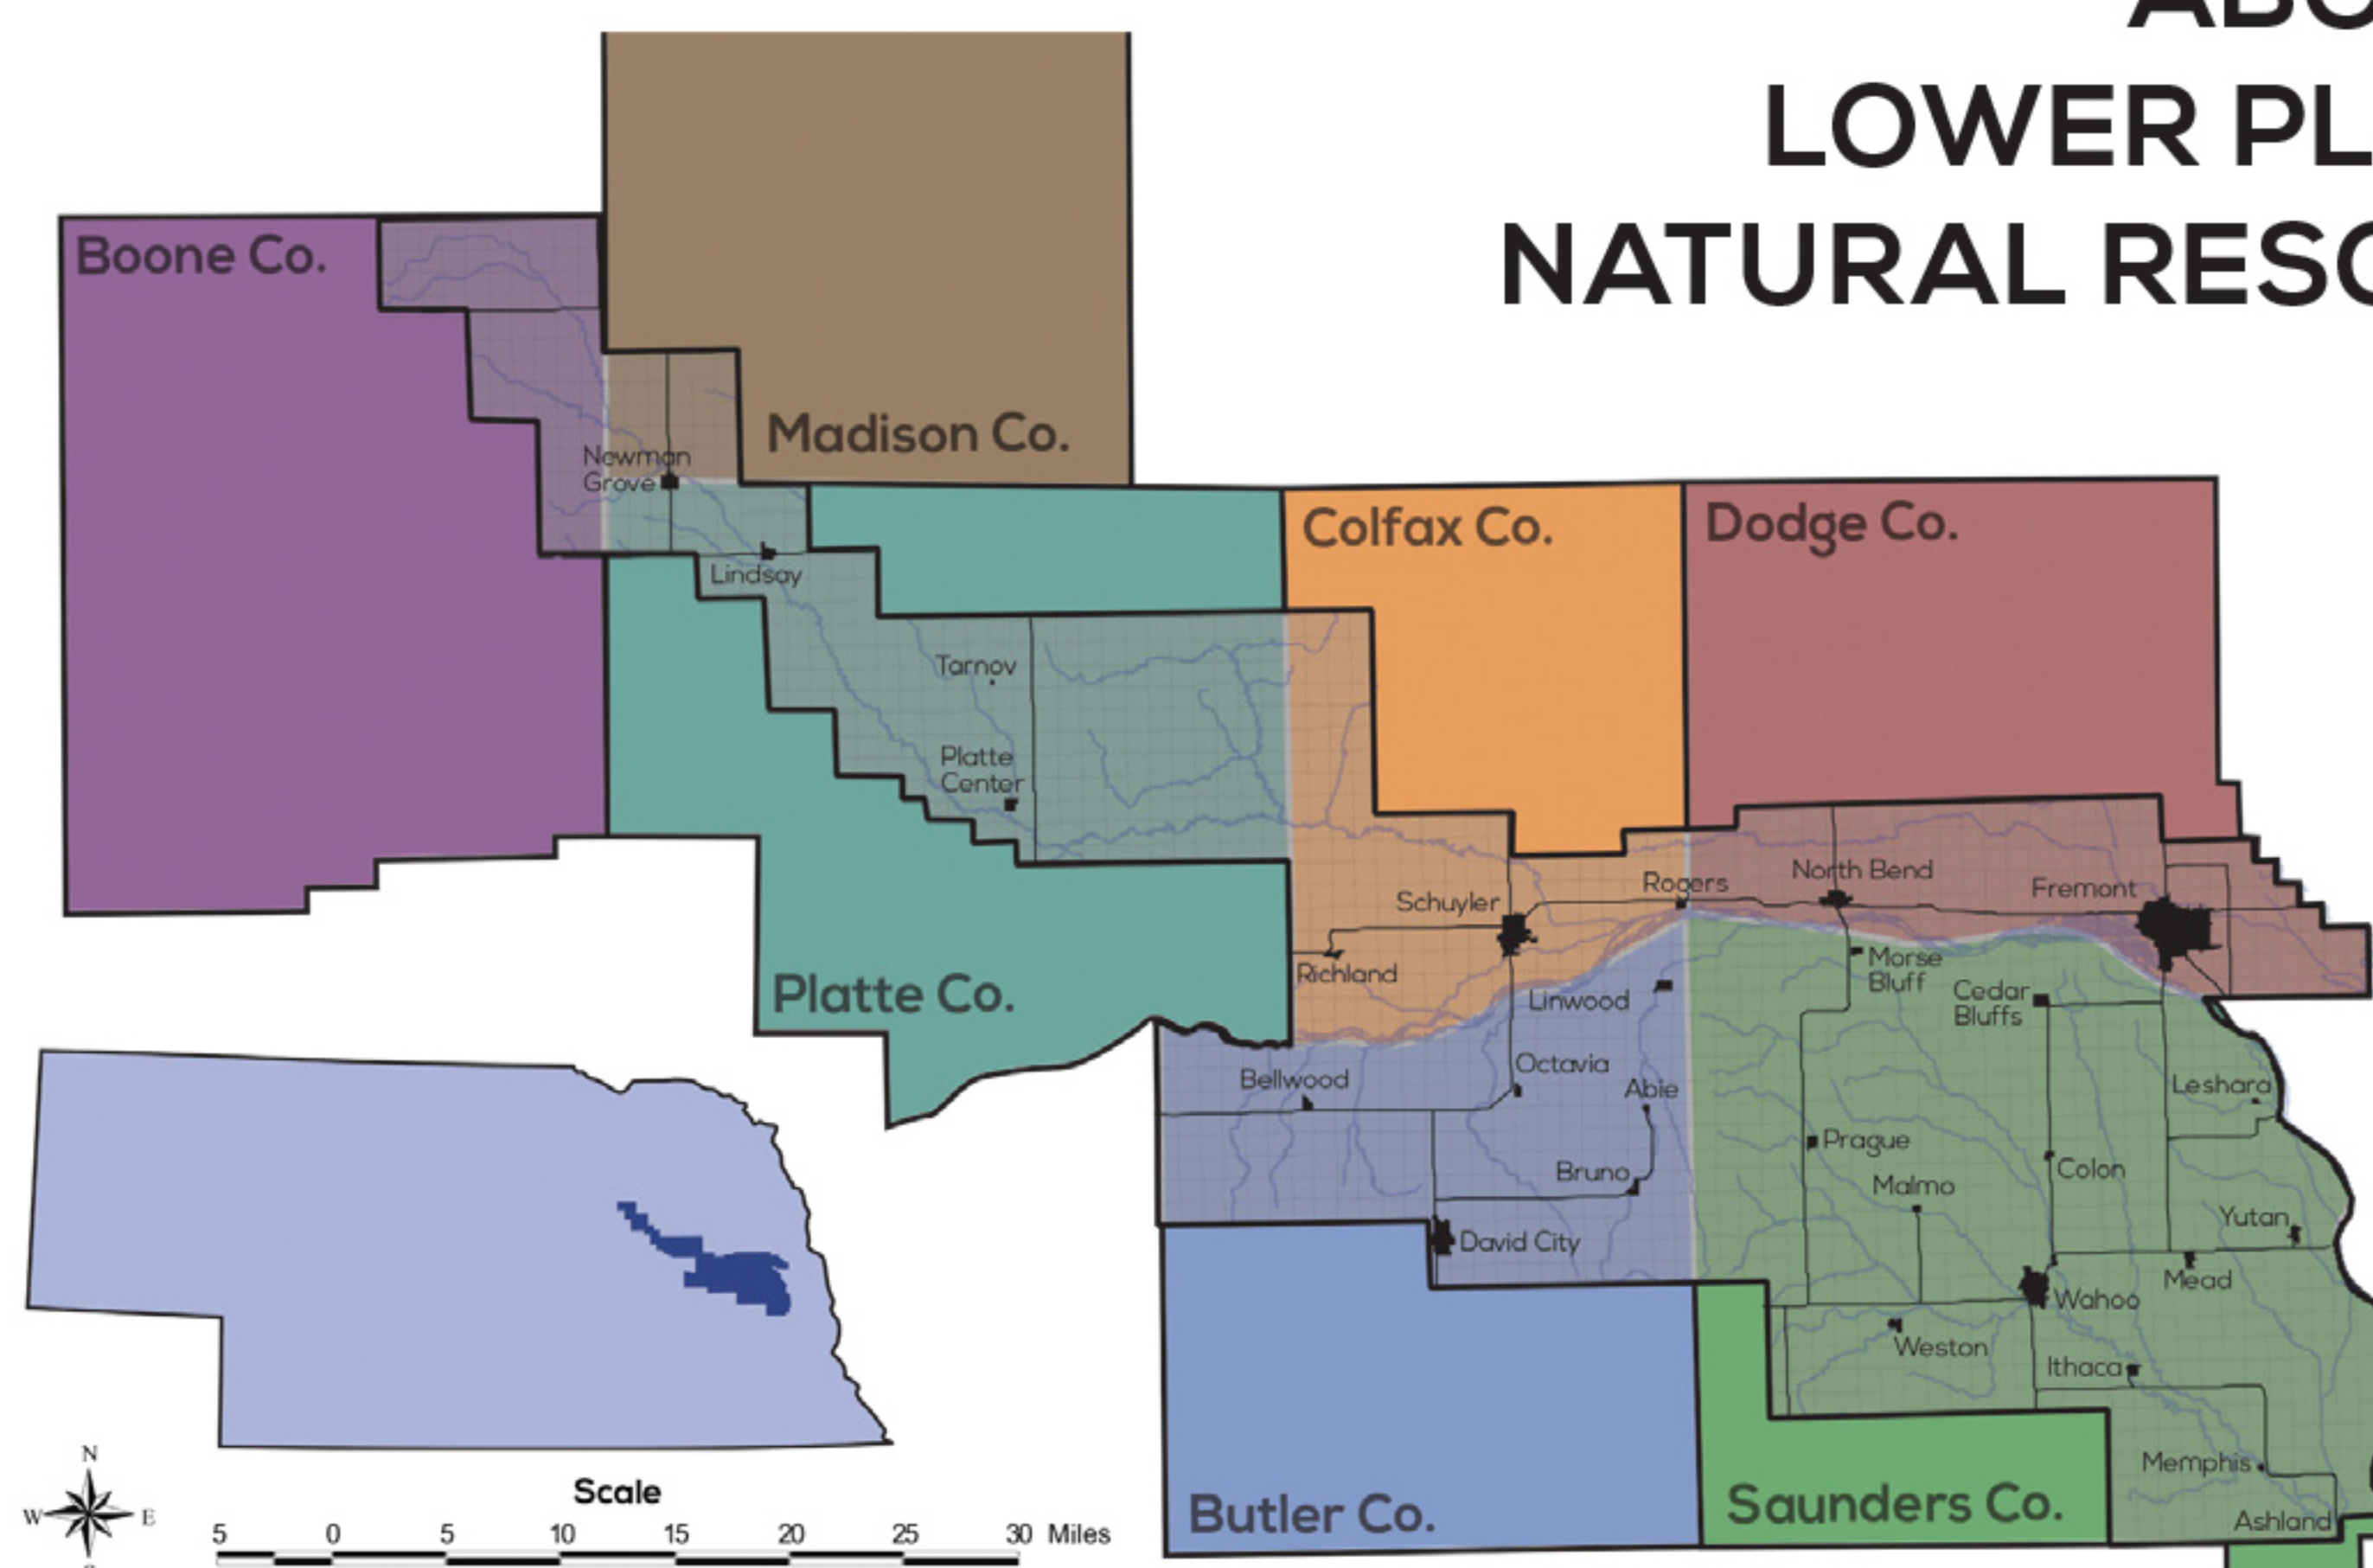 LOWER PL
NATURAL RESO
Boone Co.
Madison Co.
Newman
Grove
Colfax Co.
Dodge Co.
Lindsay
Tarnov
Platte
Center
Schuyler
Rogers
North Bend
Fremont
Richland
Morse
Bluff
Platte Co.
Linwood
Cedar
Bluffs
Octavia
Bellwood
Abie
Leshara
Prague
Colon
Bruno
Malmo
Yutan
David City
Mead
Wahoo
Weston
Ithaca
Memphis
Butler Co.
Saunders Co.
Ashland
N
W E
Scale
5 0 5 10 15 20 25 30 Miles